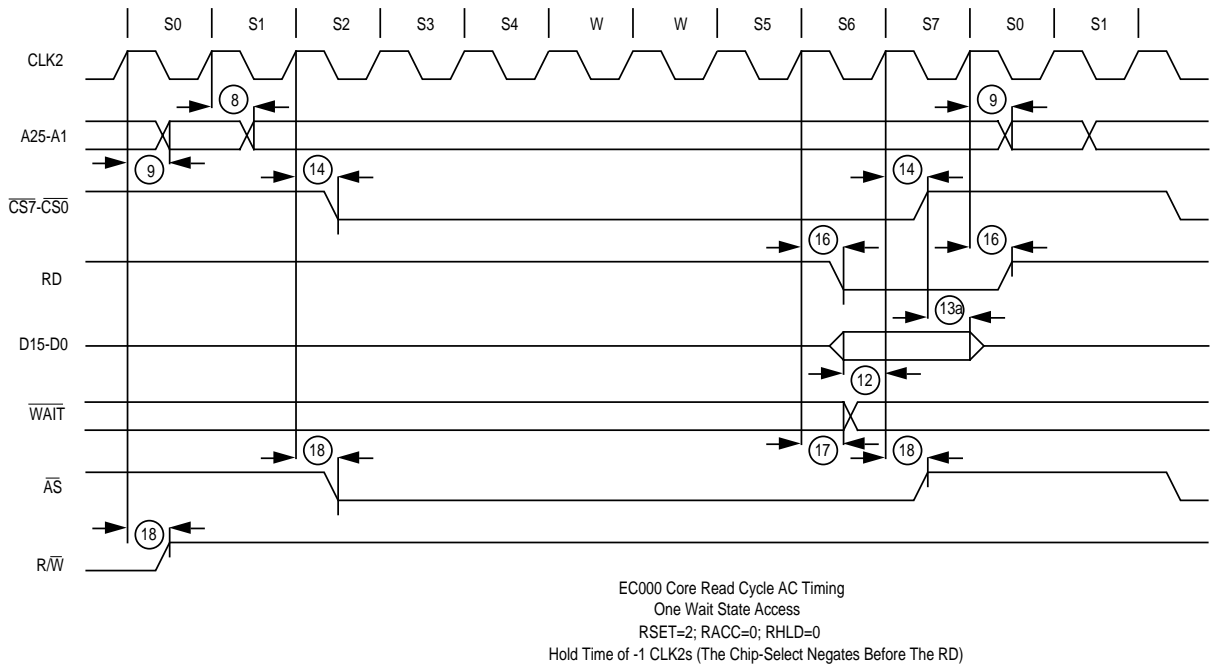 S0 S1 S2 S3 S4 W W S5 S6 S7 S0 S1
CLK2
8 9
A25-A1
9 14 14
CS7-CS0
16 16
RD
13a
D15-D0
12
WAIT
18 17 18
AS
18
R/W
EC000 Core Read Cycle AC Timing
One Wait State Access
RSET=2; RACC=0; RHLD=0
Hold Time of -1 CLK2s (The Chip-Select Negates Before The RD)